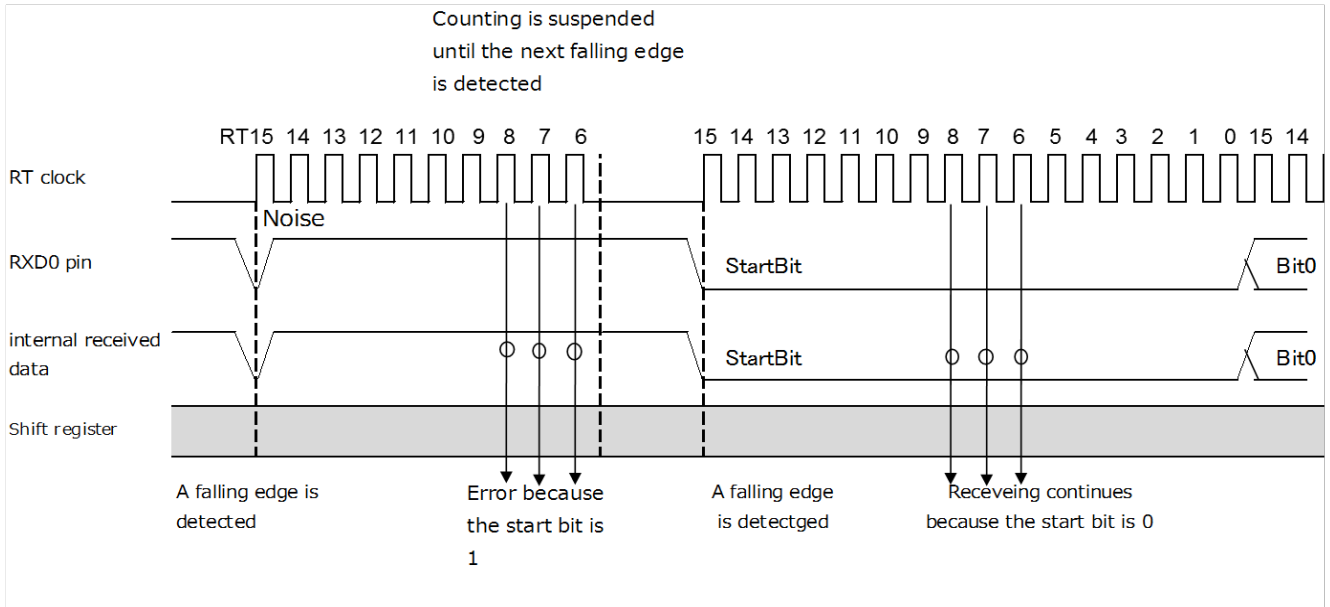 Counting is suspended
until the next falling edge
is detected
RT15 14 13 12 11 10 9 8 7 6 15 14 13 12 11 10 9 8 7 6 5 4 3 2 1 0 15 14
RT clock
Noise
RXD0 pin
StartBit
Bit0
internal received
data
StartBit
Bit0
Shift register
A falling edge is
detected
Error because
the start bit is
1
A falling edge
is detectged
Receveing continues
because the start bit is 0